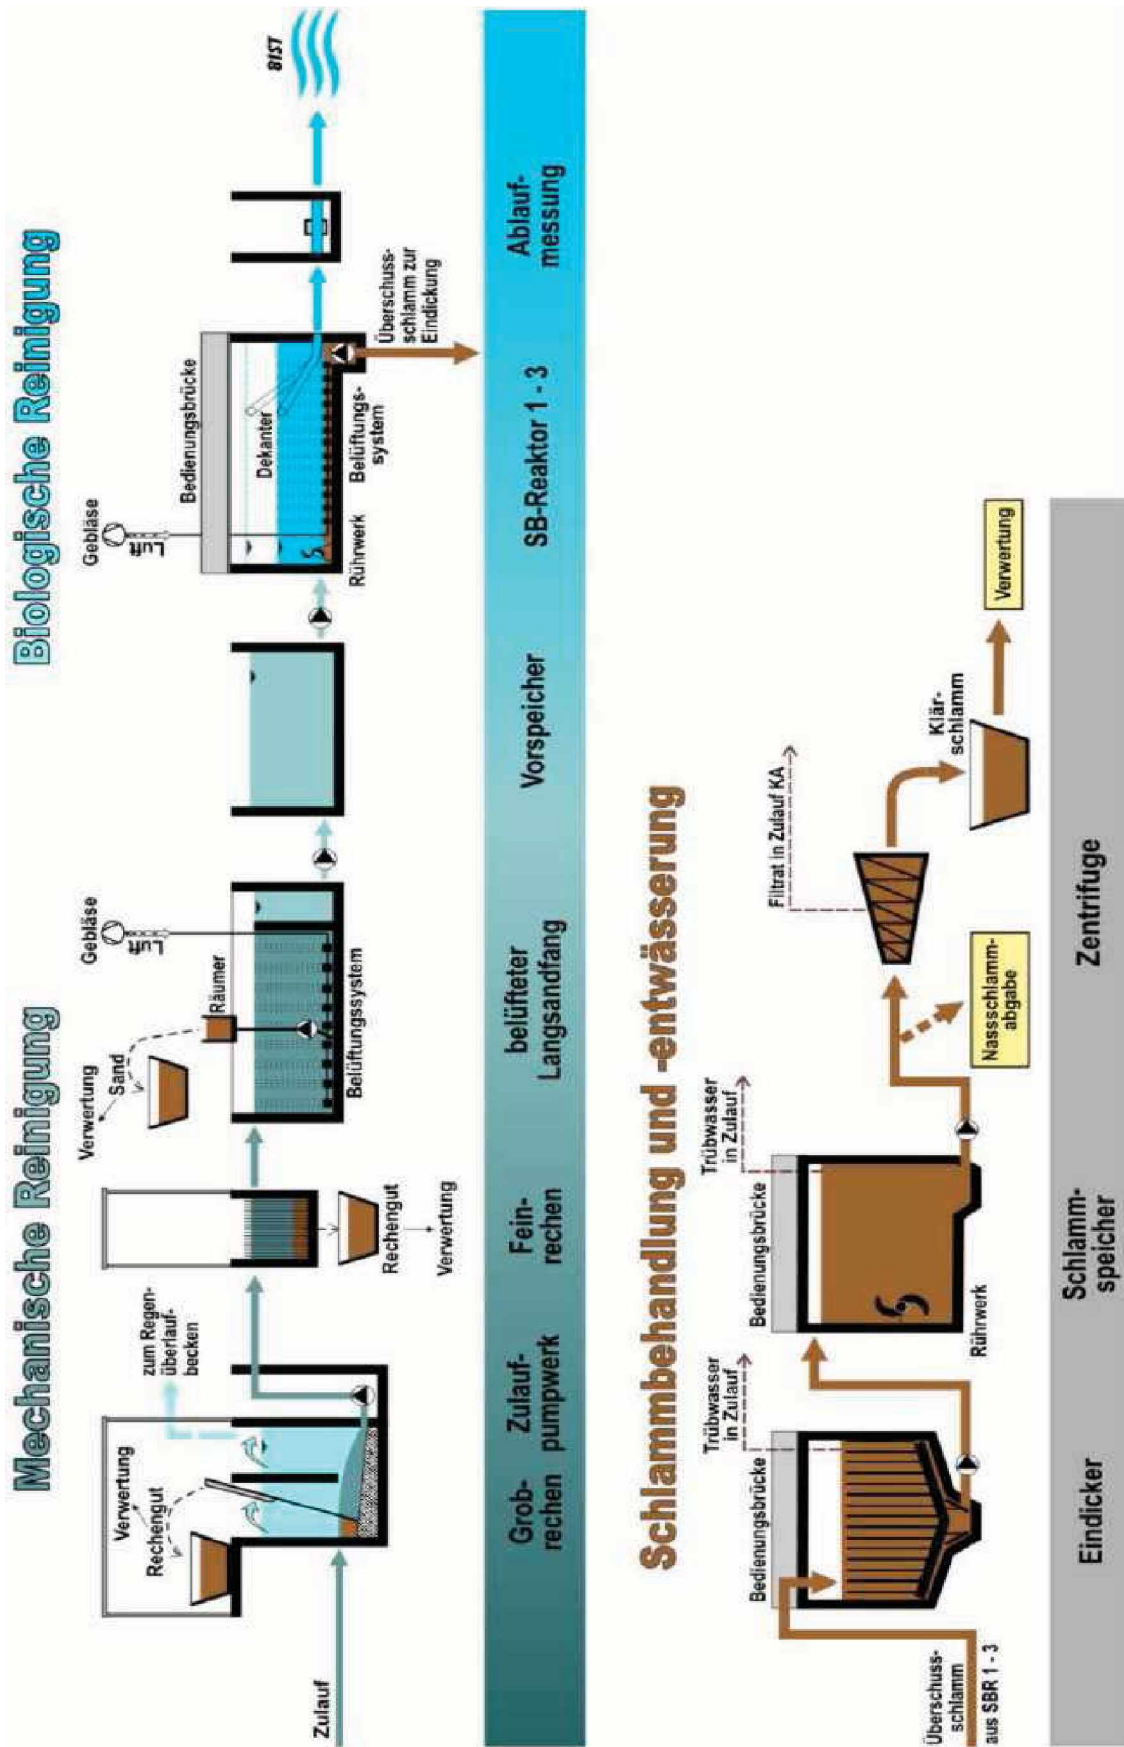 Mechanische Reinigung
Biologische Reinigung
Zulauf
Verwertung
Rechengut
zum Regen-
überlauf-
becken
Rechengut
Verwertung
Verwertung
Sand
Räumer
Gebläse
Luft
Belüftungssystem
Gebläse
Luft
Bedienungsbrücke
Dekanter
Rührwerk
Belüftungs-
system
Überschuss-
schlamm zur
Eindickung
BIST
Grob-
rechen
Zulauf-
pumpwerk
Fein-
rechen
belüfteter
Langsandfang
Vorspeicher
SB-Reaktor 1 - 3
Ablauf-
messung
Schlammbehandlung und -entwässerung
Überschuss-
schlamm
aus SBR 1 - 3
Bedienungsbrücke
Trübwasser
in Zulauf
Bedienungsbrücke
Trübwasser
in Zulauf
Rührwerk
Nassschlamm-
abgabe
Filtrat in Zulauf KA
Klär-
schlamm
Verwertung
Eindicker
Schlamm-
speicher
Zentrifuge